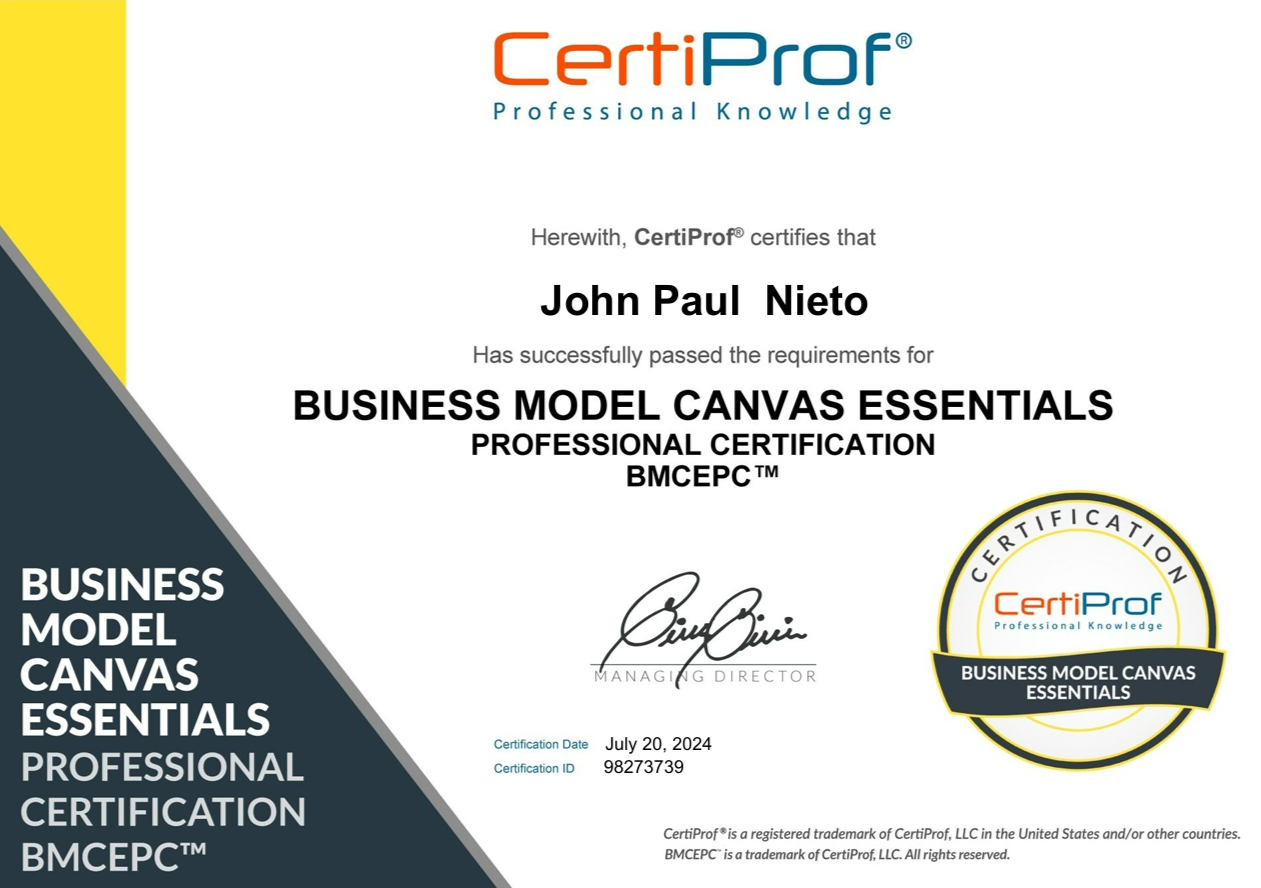 CertiProf®
Professional Knowledge
Herewith, CertiProf® certifies that
John Paul  Nieto
Has successfully passed the requirements for
BUSINESS MODEL CANVAS ESSENTIALS
PROFESSIONAL CERTIFICATION
BMCEPC™
BUSINESS
MODEL
CANVAS
ESSENTIALS
PROFESSIONAL
CERTIFICATION
BMCEPC™
MANAGING DIRECTOR
Certification Date July 20, 2024
Certification ID 98273739
CERTIFICATION
CertiProf
Professional Knowledge
BUSINESS MODEL CANVAS
ESSENTIALS
CertiProf® is a registered trademark of CertiProf, LLC in the United States and/or other countries.
BMCEPC™ is a trademark of CertiProf, LLC. All rights reserved.